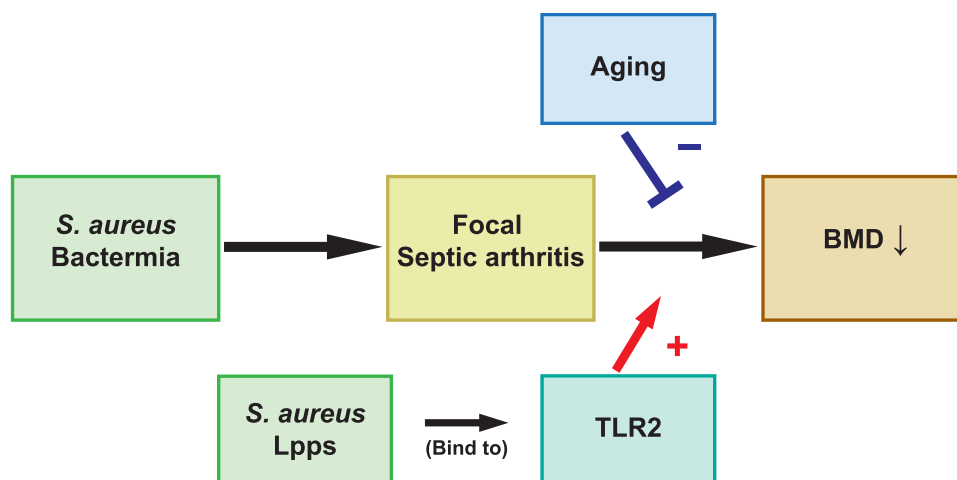 Aging
−
S. aureus
Bactermia
Focal
Septic arthritis
BMD ↓
+
S. aureus
Lpps
(Bind to)
TLR2